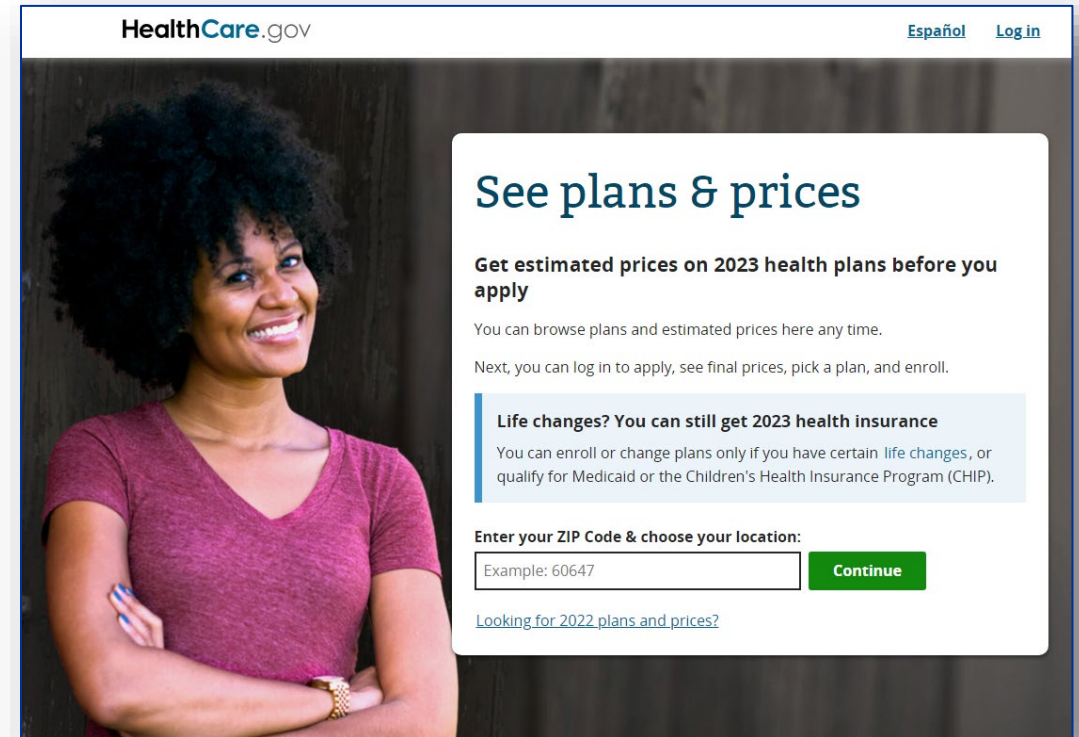 HealthCare.gov
Español Log in
See plans & prices
Get estimated prices on 2023 health plans before you
apply
You can browse plans and estimated prices here any time.
Next, you can log in to apply, see final prices, pick a plan, and enroll.
Life changes? You can still get 2023 health insurance
You can enroll or change plans only if you have certain life changes, or
qualify for Medicaid or the Children's Health Insurance Program (CHIP).
Enter your ZIP Code & choose your location:
Example: 60647 Continue
Looking for 2022 plans and prices?